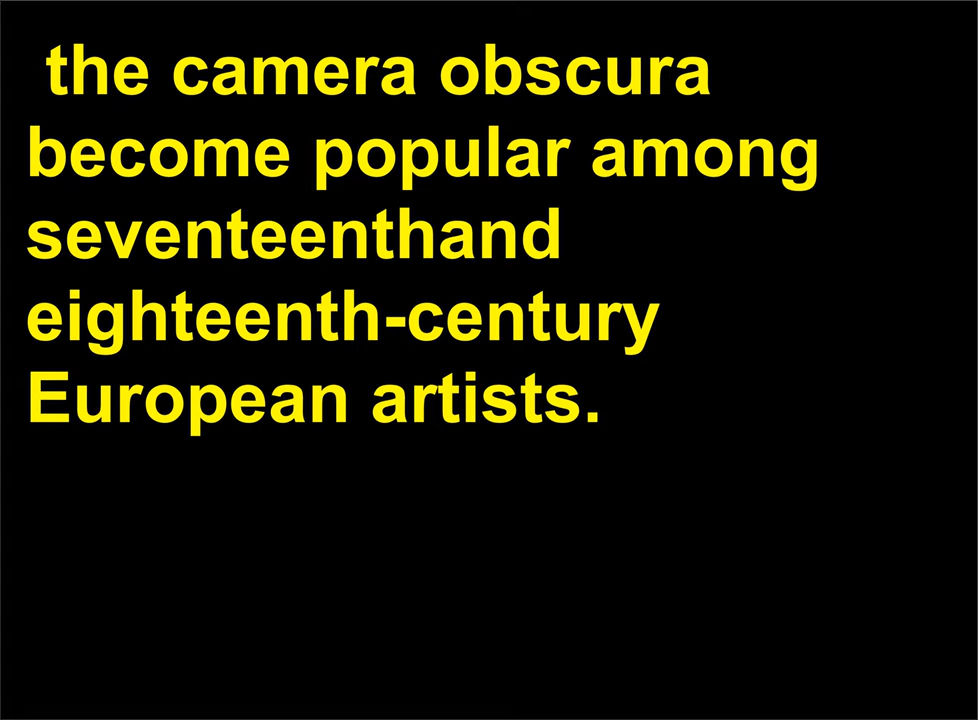 the camera obscura
become popular among
seventeenthand
eighteenth-century
European artists.